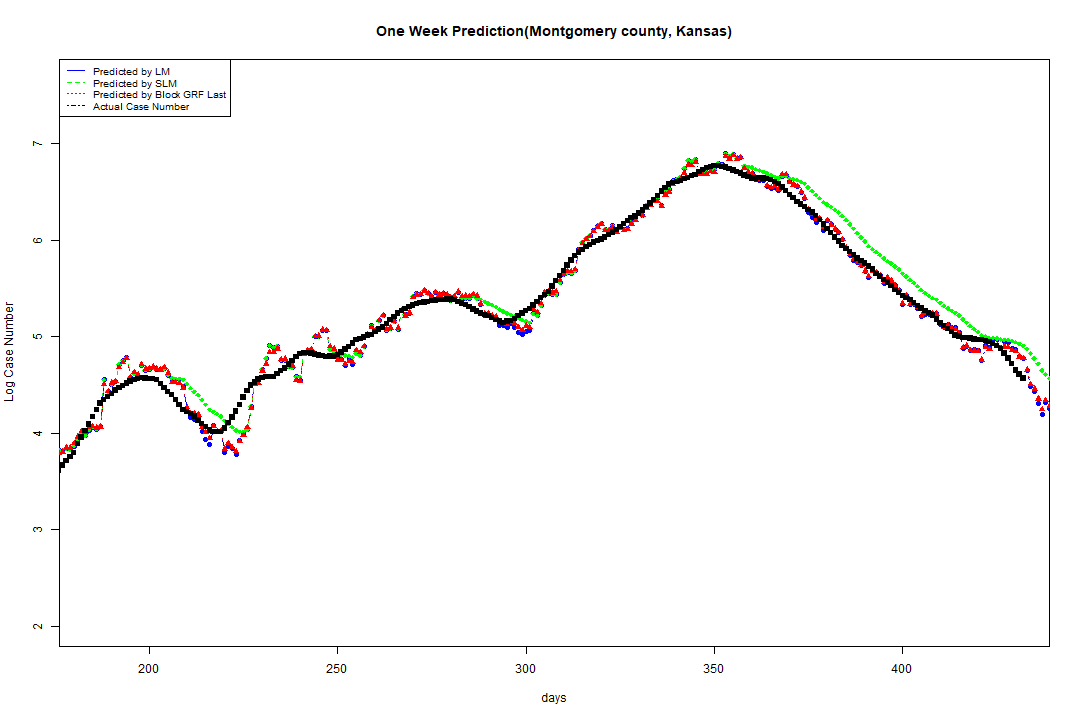 One Week Prediction(Montgomery county, Kansas)
Predicted by LM
Predicted by SLM
Predicted by Block GRF Last
Actual Case Number
7
6
5
4
3
2
Log Case Number
200 250 300 350 400
days